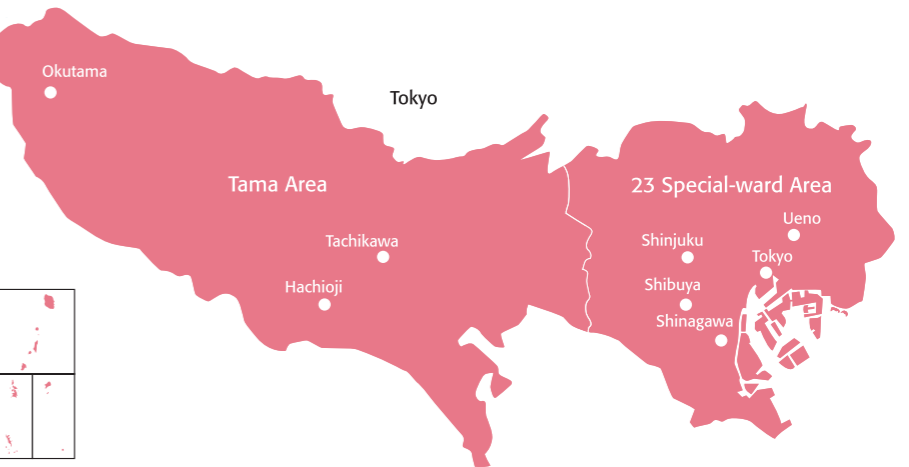 Okutama
Tokyo
Tama Area
23 Special-ward Area
Ueno
Shinjuku
Tachikawa
Tokyo
Hachioji
Shibuya
Shinagawa